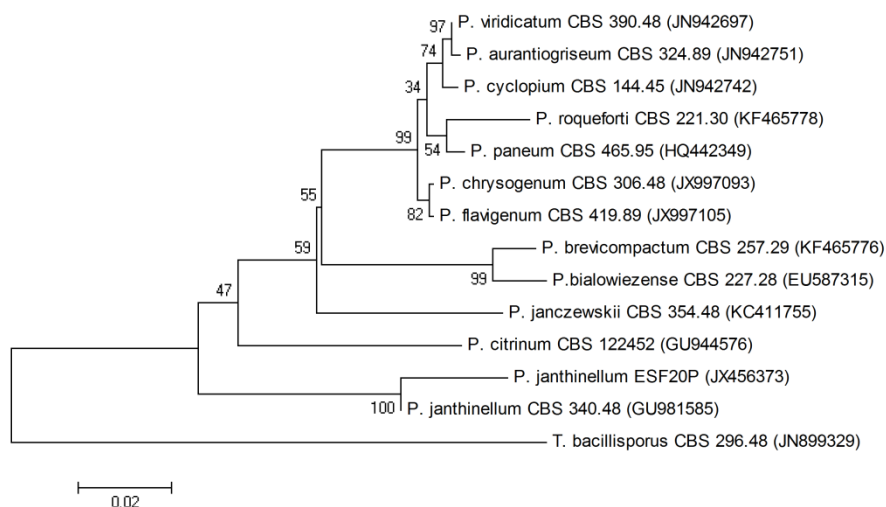 97 P. viridicatum CBS 390.48 (JN942697)
74 P. aurantiogriseum CBS 324.89 (JN942751)
34 P. cyclopium CBS 144.45 (JN942742)
P. roqueforti CBS 221.30 (KF465778)
99 54 P. paneum CBS 465.95 (HQ442349)
P. chrysogenum CBS 306.48 (JX997093)
55 82 P. flavigenum CBS 419.89 (JX997105)
59 P. brevicompactum CBS 257.29 (KF465776)
99 P.bialowiezense CBS 227.28 (EU587315)
47 P. janczewskii CBS 354.48 (KC411755)
P. citrinum CBS 122452 (GU944576)
P. janthinellum ESF20P (JX456373)
100 P. janthinellum CBS 340.48 (GU981585)
T. bacillisporus CBS 296.48 (JN899329)
0.02